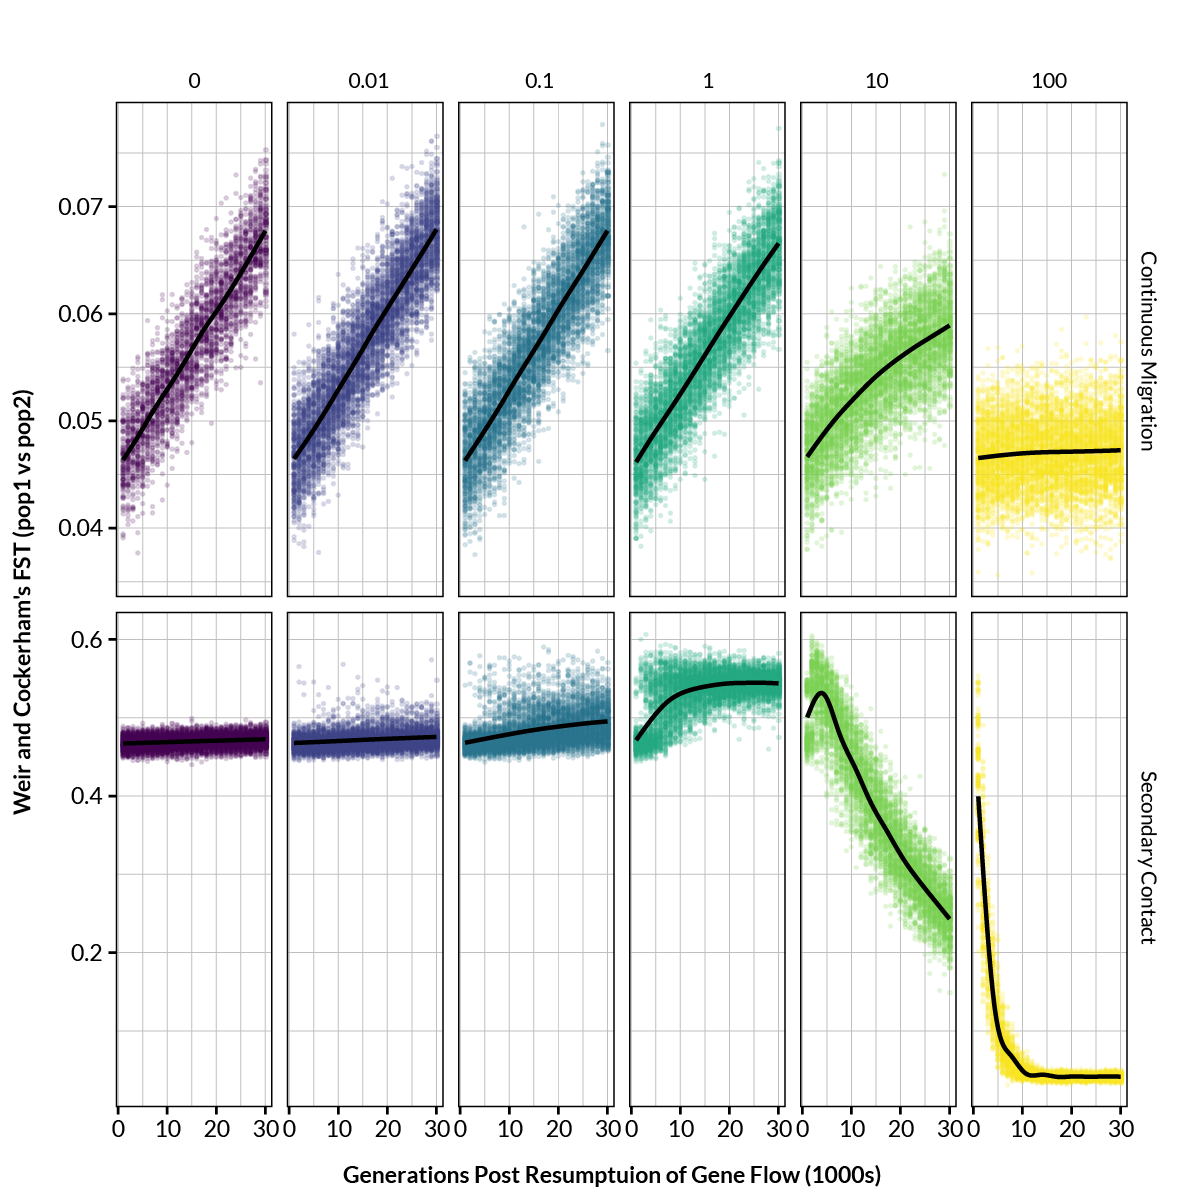 0 0.01 0.1 1 10 100
0.07
0.06
0.05
0.04
Continuous Migration
Weir and Cockerham's FST (pop1 vs pop2)
0.6
0.4
0.2
Secondary Contact
0 10 20 30 0 10 20 30 0 10 20 30 0 10 20 30 0 10 20 30 0 10 20 30
Generations Post Resumptuion of Gene Flow (1000s)